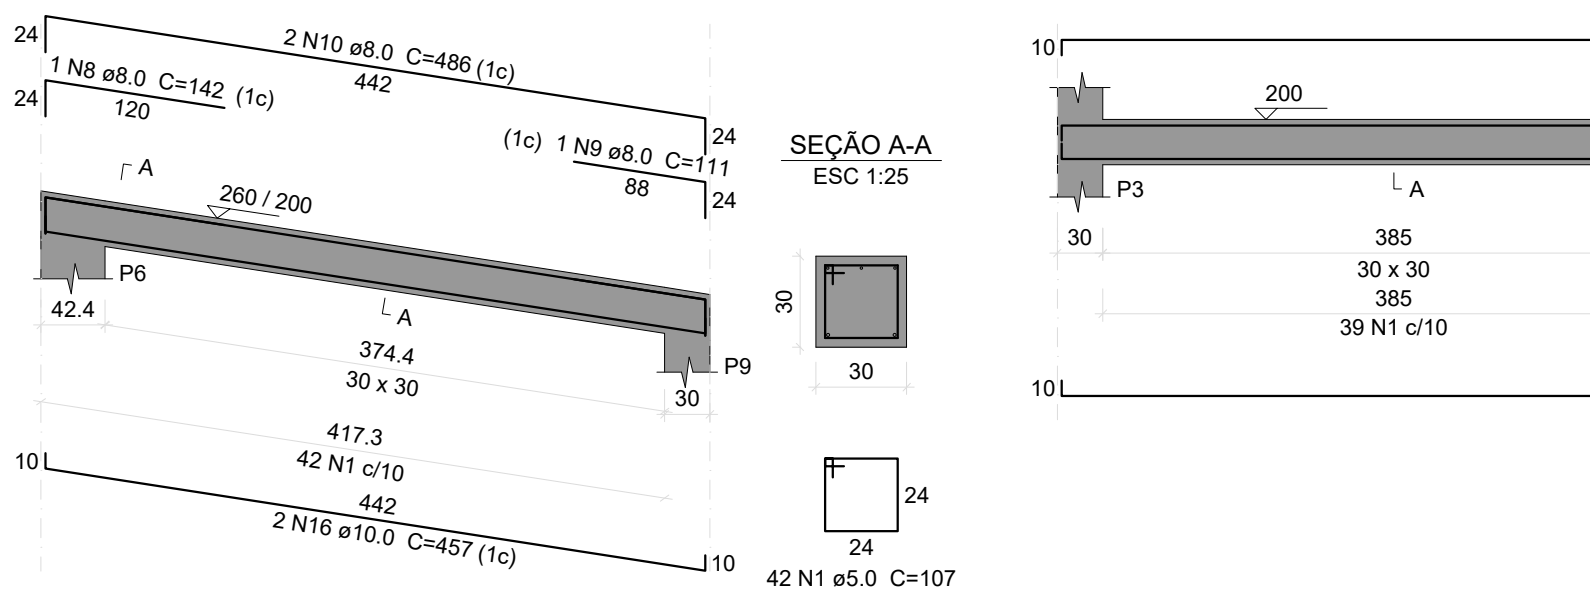 24
2 N10 ø8.0 C=486 (1c)
442
24
24
1 N8 ø8.0 C=142 (1c)
120
(1c) 1 N9 ø8.0 C=111
88
24
A
260 / 200
P6
A
P9
42.4
374.4
30 x 30
30
417.3
42 N1 c/10
10
442
2 N16 ø10.0 C=457 (1c)
10
SEÇÃO A-A
ESC 1:25
30
30
24
24
42 N1 ø5.0 C=107
10
200
P3
A
30
385
30 x 30
385
39 N1 c/10
10